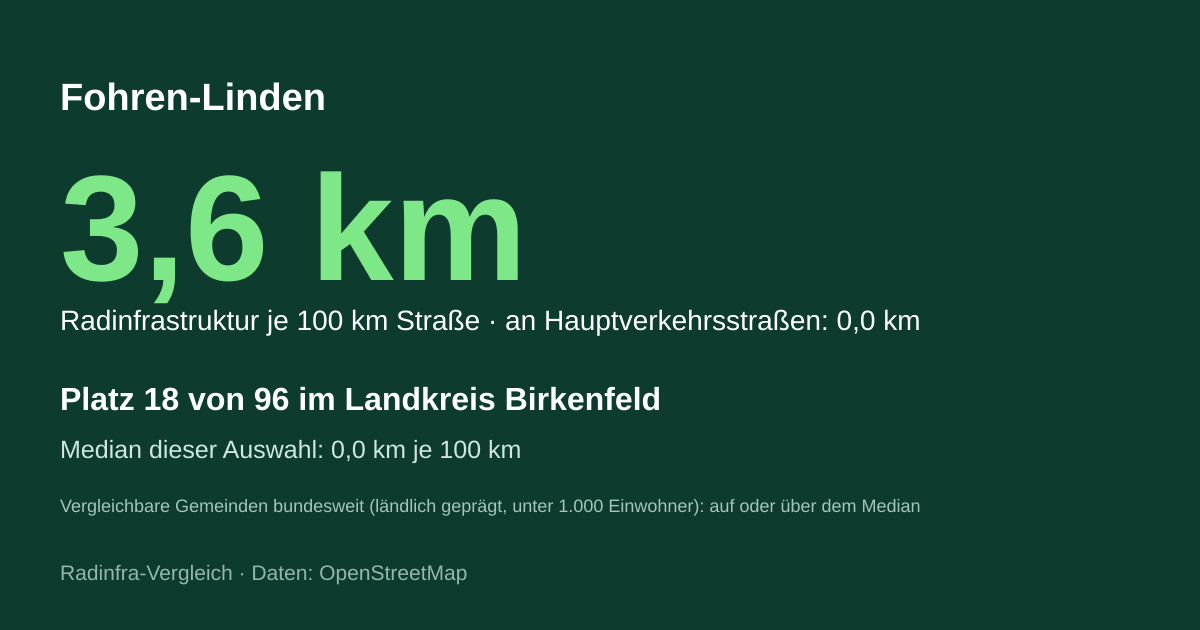 Fohren-Linden
3,6 km
Radinfrastruktur je 100 km Straße · an Hauptverkehrsstraßen: 0,0 km
Platz 18 von 96 im Landkreis Birkenfeld
Median dieser Auswahl: 0,0 km je 100 km
Vergleichbare Gemeinden bundesweit (ländlich geprägt, unter 1.000 Einwohner): auf oder über dem Median
Radinfra-Vergleich · Daten: OpenStreetMap